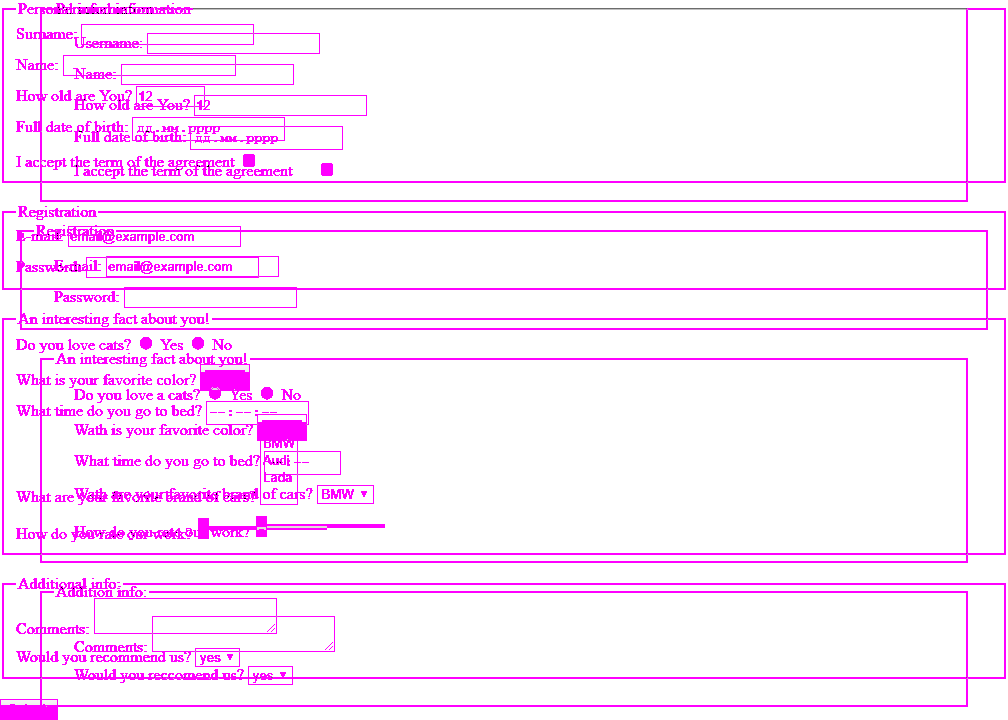 Personal information
Personal information
Surname:
Username:
Name:
Name:
How old are You? 12
How old are You? 12
Full date of birth: дд.мм.гггг
Full date of birth: дд.мм.гггг
I accept the term of the agreement
I accept the term of the agreement
Registration
Registration
E-mail: email@example.com
Password:
E-mail: email@example.com
Password:
An interesting fact about you!
Do you love cats? Yes No
An interesting fact about you!
What is your favorite color?
Do you love a cats? Yes No
What time do you go to bed? -- : -- : --
Wath is your favorite color?
BMW
What time do you go to bed? -- : --
Audi
Lada
Wath are your favorite brand of cars? BMW
What are your favorite brand of cars?
How do you rate our work?
How do you rate our work?
Additional info:
Addition info:
Comments:
Comments:
Would you recommend us? yes
Would you reccomend us? yes